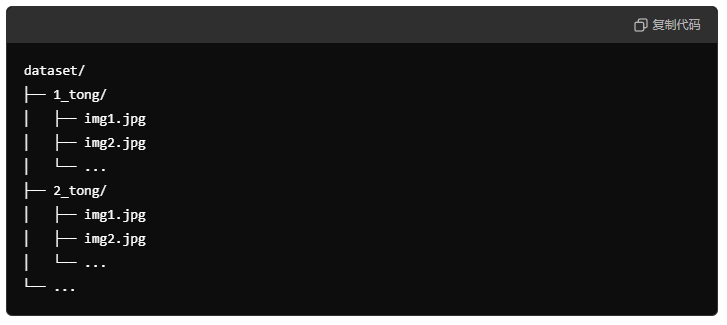 复制代码
dataset/
├── 1_tong/
│   ├── img1.jpg
│   ├── img2.jpg
│   └── ...
├── 2_tong/
│   ├── img1.jpg
│   ├── img2.jpg
│   └── ...
└── ...